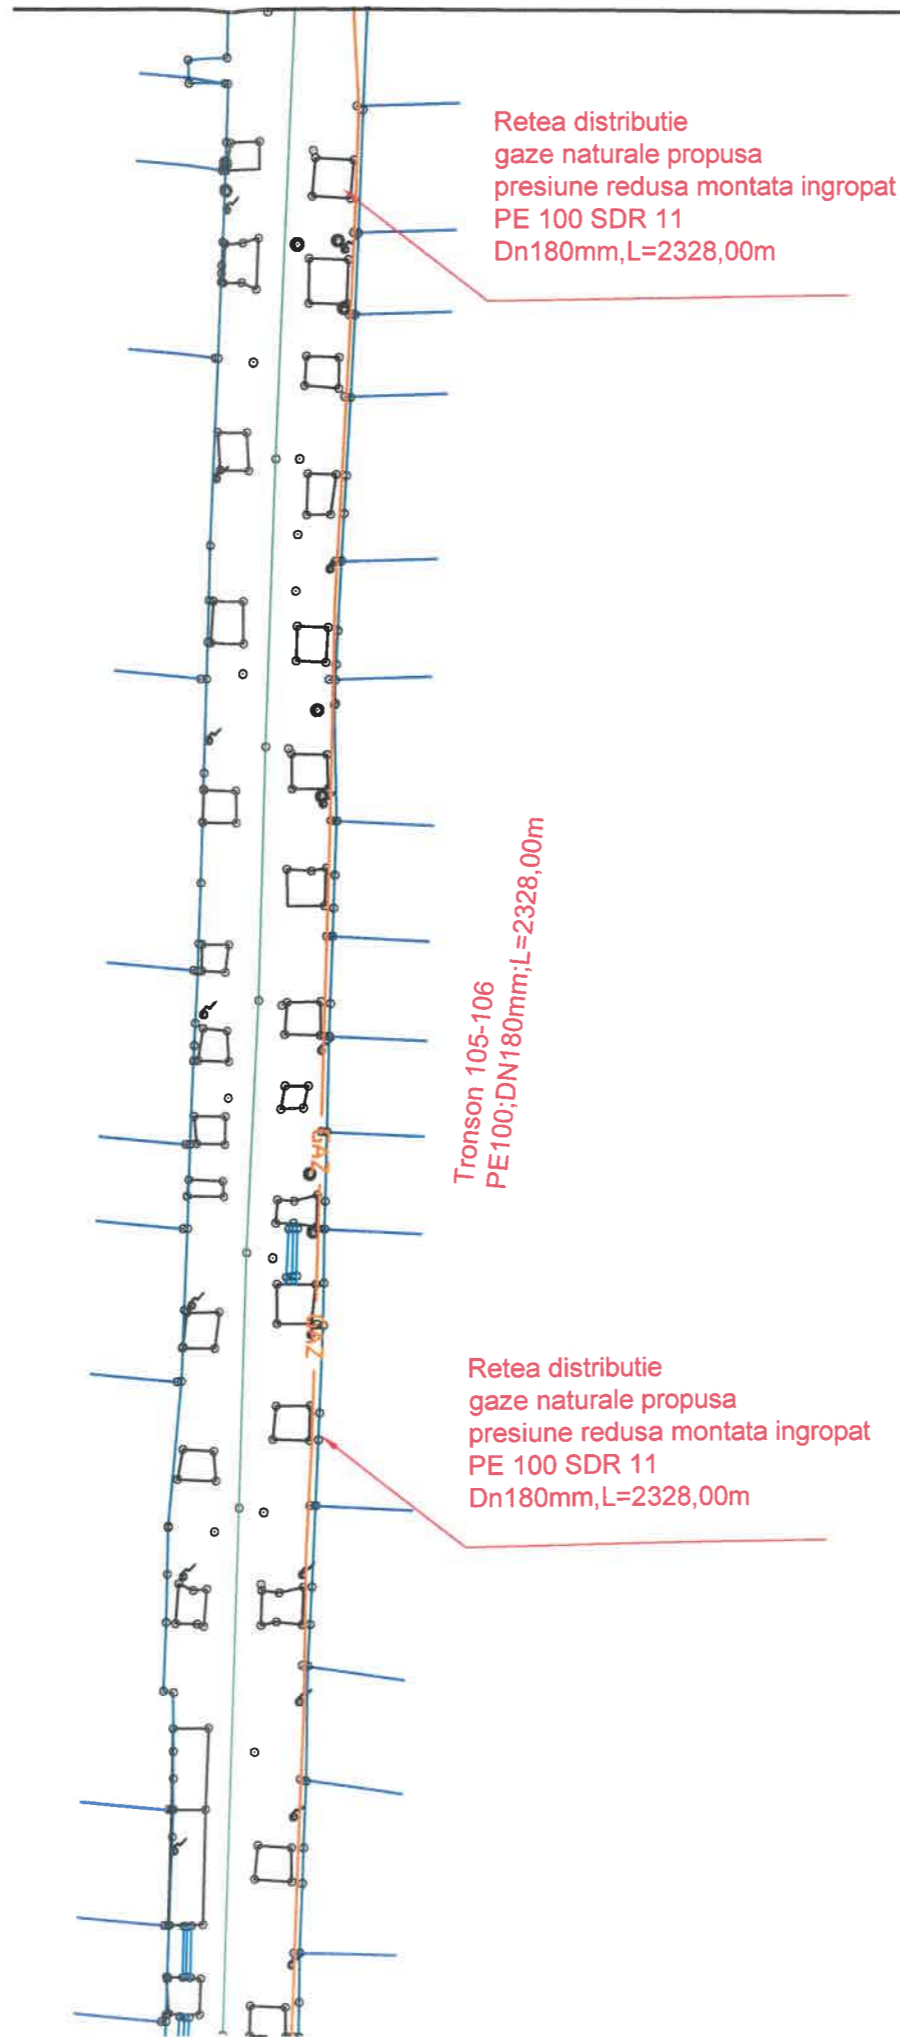 Retea distributie
gaze naturale propusa
presiune redusa montata ingropat
PE 100 SDR 11
Dn180mm,L=2328,00m
Tronson 105-106
PE100;DN180mm;L=2328,00m
GAZ
GAZ
Retea distributie
gaze naturale propusa
presiune redusa montata ingropat
PE 100 SDR 11
Dn180mm,L=2328,00m